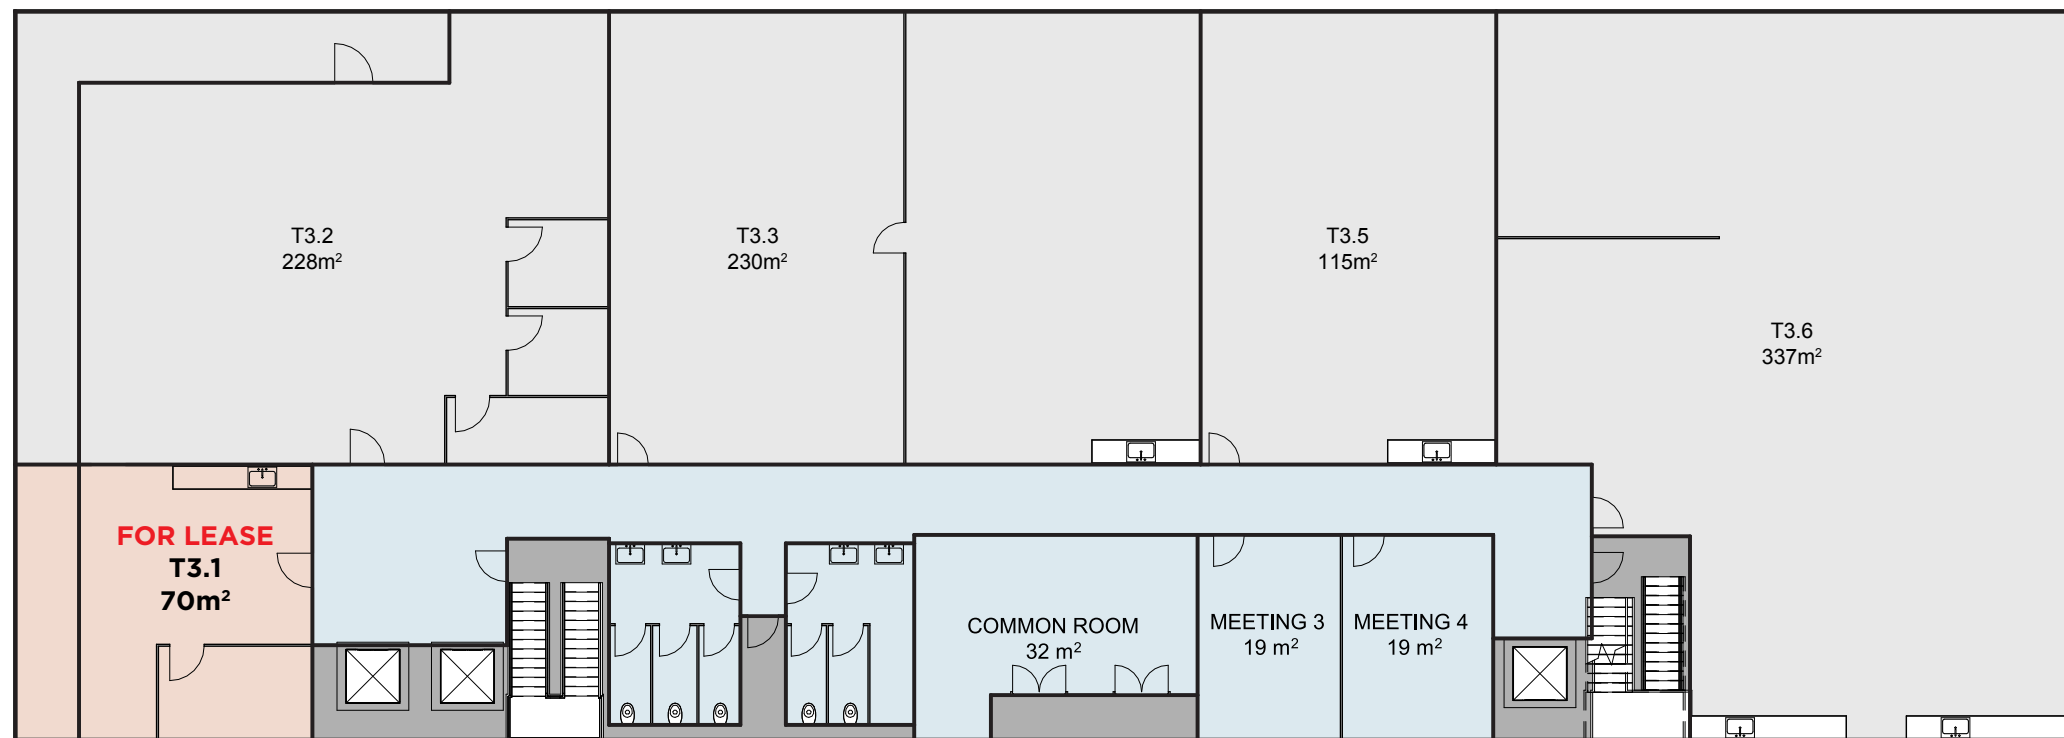 T3.2
228m²
T3.3
230m²
T3.5
115m²
T3.6
337m²
FOR LEASE
T3.1
70m²
COMMON ROOM
32 m²
MEETING 3
19 m²
MEETING 4
19 m²